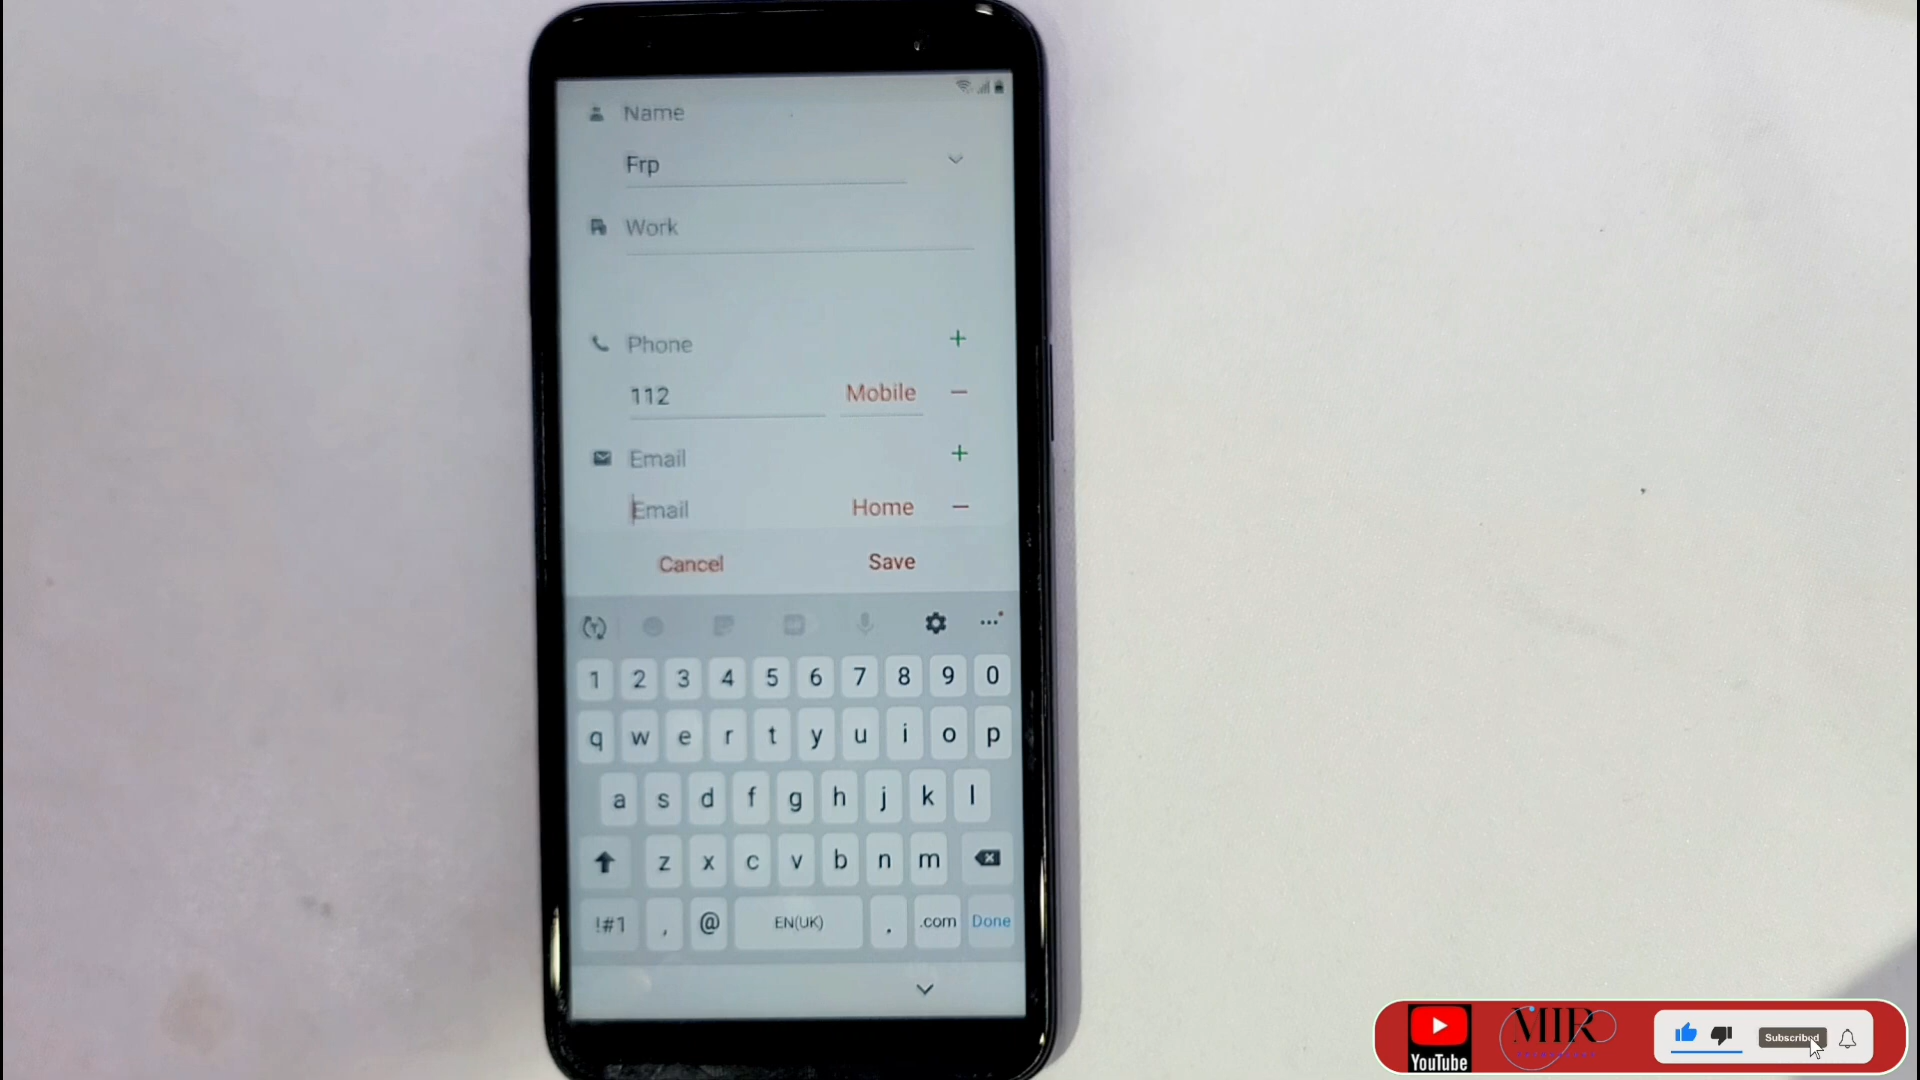 Name
Frp
Work
Phone
112 Mobile
Email
Email Home
Cancel Save
1 2 3 4 5 6 7 8 9 0
q w e r t y u i o p
a s d f g h j k l
z x c v b n m
!#1 , @ EN(UK) . .com Done
YouTube
MIR
Subscribed